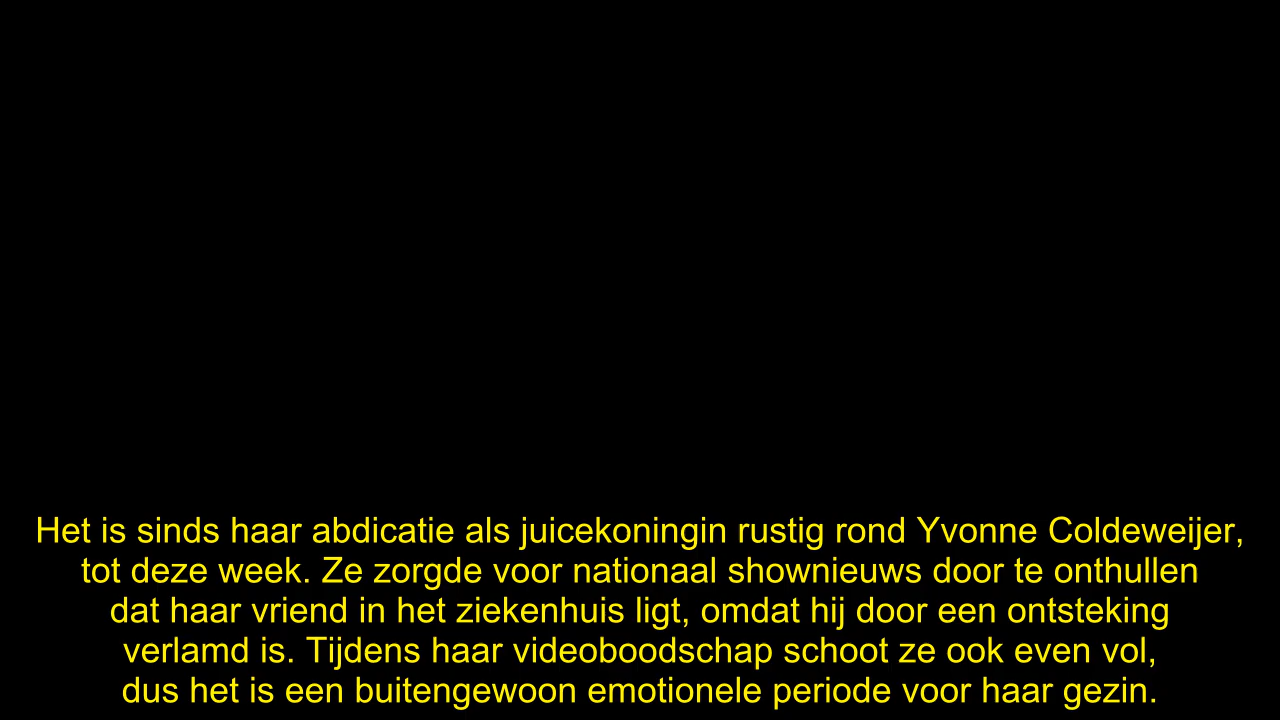 Het is sinds haar abdicatie als juicekoningin rustig rond Yvonne Coldeweijer,
tot deze week. Ze zorgde voor nationaal shownieuws door te onthullen
dat haar vriend in het ziekenhuis ligt, omdat hij door een ontsteking
verlamd is. Tijdens haar videoboodschap schoot ze ook even vol,
dus het is een buitengewoon emotionele periode voor haar gezin.